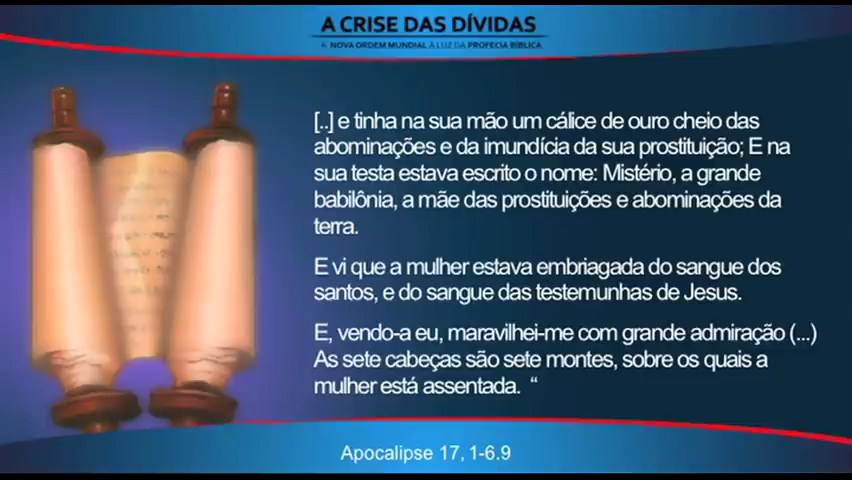 A CRISE DAS DÍVIDAS
A NOVA ORDEM MUNDIAL À LUZ DA PROFECIA BÍBLICA
[..] e tinha na sua mão um cálice de ouro cheio das
abominações e da imundícia da sua prostituição; E na
sua testa estava escrito o nome: Mistério, a grande
babilônia, a mãe das prostituições e abominações da
terra.
E vi que a mulher estava embriagada do sangue dos
santos, e do sangue das testemunhas de Jesus.
E, vendo-a eu, maravilhei-me com grande admiração (...)
As sete cabeças são sete montes, sobre os quais a
mulher está assentada. “
Apocalipse 17, 1-6.9